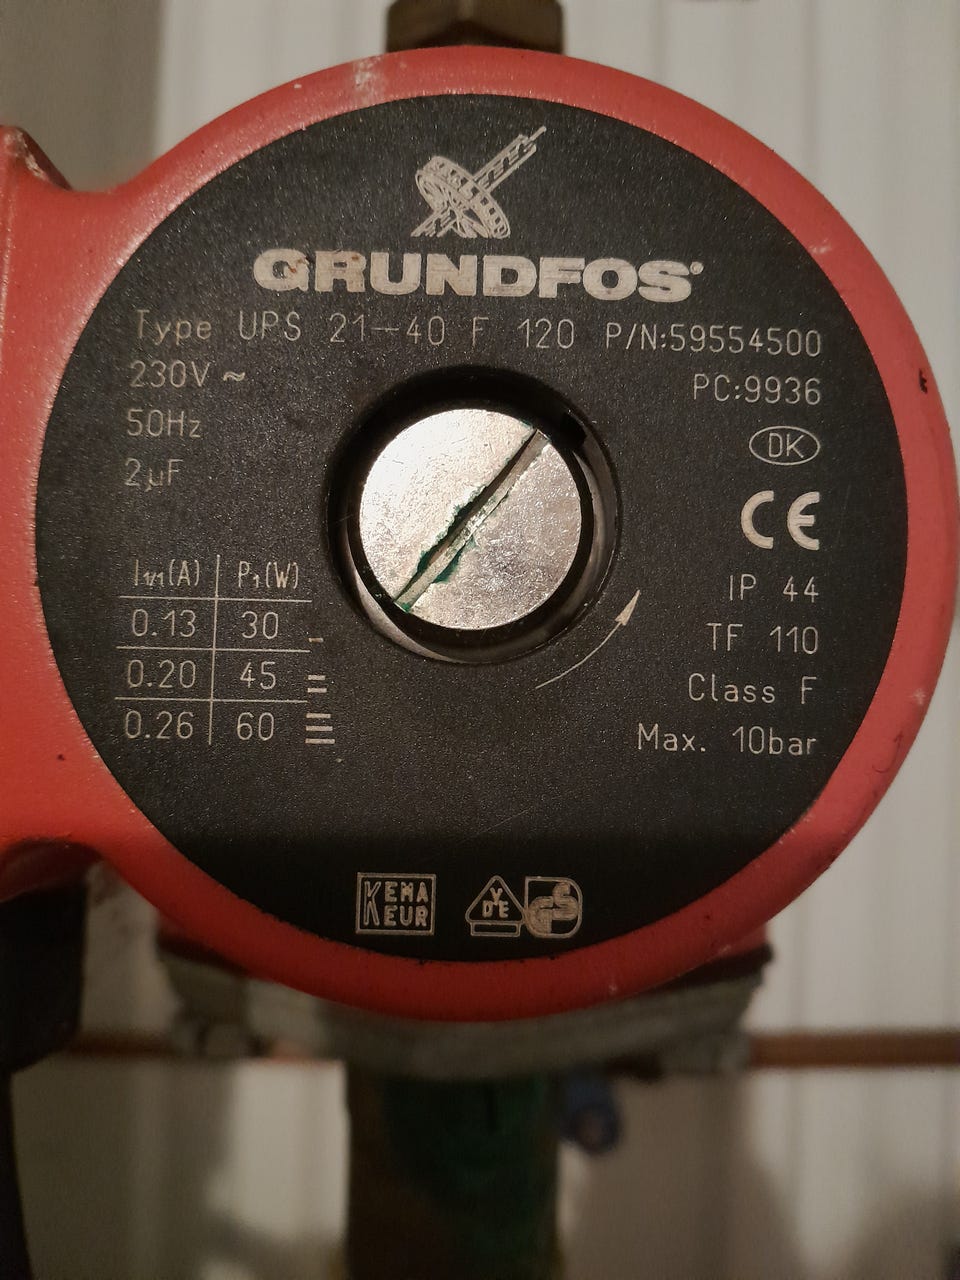 GRUNDFOS®
Type UPS 21-40 F 120 P/N:59554500
230V ~ PC:9936
50Hz DK
2µF CE
IP 44
I₁/₁(A) P₁(W)
0.13 30
TF 110
0.20 45
Class F
0.26 60
Max. 10bar
KEMA
EUR
VDE GS